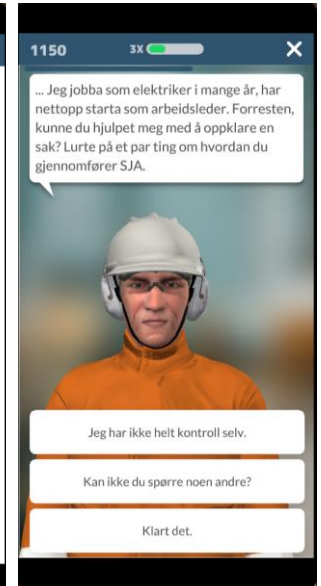 1150
3X
... Jeg jobba som elektriker i mange år, har
nettopp starta som arbeidsleder. Forresten,
kunne du hjulpet meg med å oppklare en
sak? Lurte på et par ting om hvordan du
gjennomfører SJA.
Jeg har ikke helt kontroll selv.
Kan ikke du spørre noen andre?
Klart det.